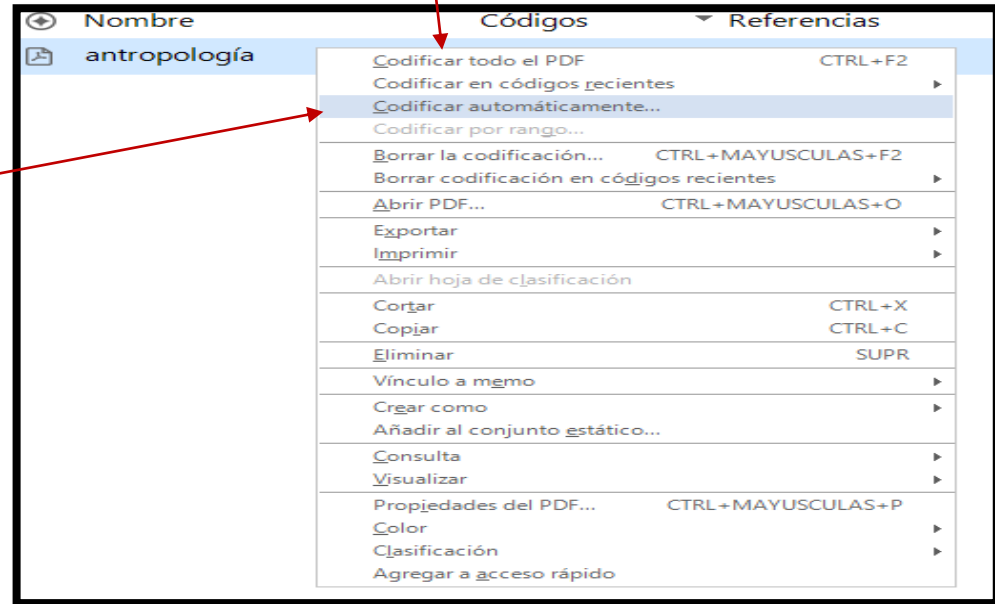 Nombre Códigos Referencias
antropología
Codificar todo el PDF CTRL+F2
Codificar en códigos recientes
Codificar automáticamente...
Codificar por rango...
Borrar la codificación... CTRL+MAYUSCULAS+F2
Borrar codificación en códigos recientes
Abrir PDF... CTRL+MAYUSCULAS+O
Exportar
Imprimir
Abrir hoja de clasificación
Cortar CTRL+X
Copiar CTRL+C
Eliminar SUPR
Vínculo a memo
Crear como
Añadir al conjunto estático...
Consulta
Visualizar
Propiedades del PDF... CTRL+MAYUSCULAS+P
Color
Clasificación
Agregar a acceso rápido